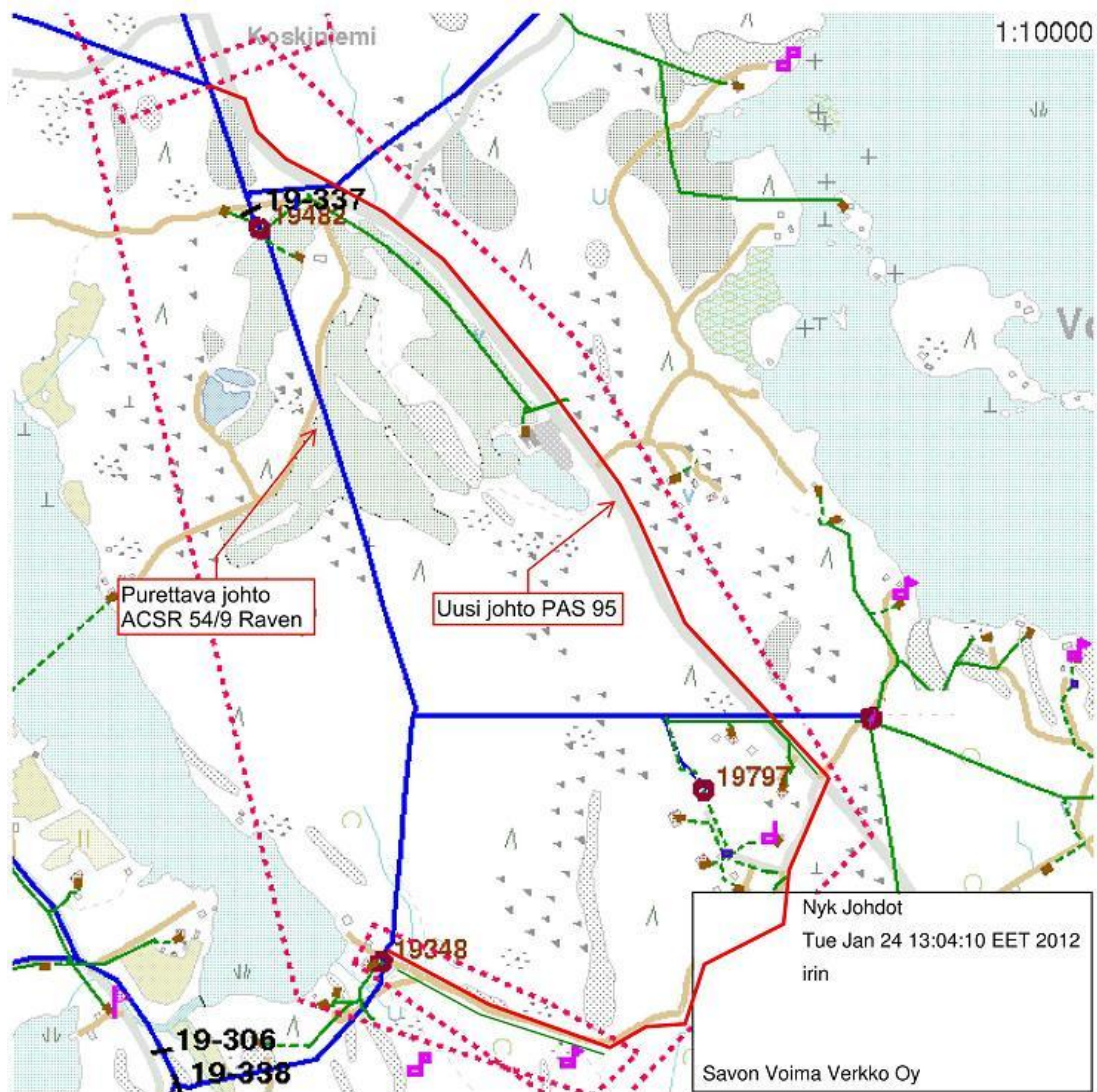 Koskiniemi
1:10000
19-337
19482
Purettava johto
ACSR 54/9 Raven
Uusi johto PAS 95
19797
19348
19-306
19-338
Nyk Johdot
Tue Jan 24 13:04:10 EET 2012
irin
Savon Voima Verkko Oy